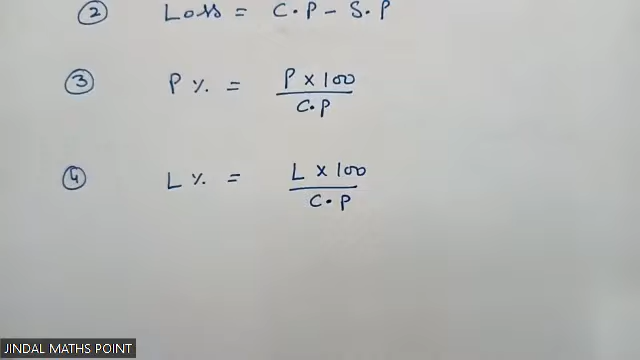 ② Loss = C.P - S.P
③ P % = P x 100 / C.P
④ L % = L x 100 / C.P
JINDAL MATHS POINT